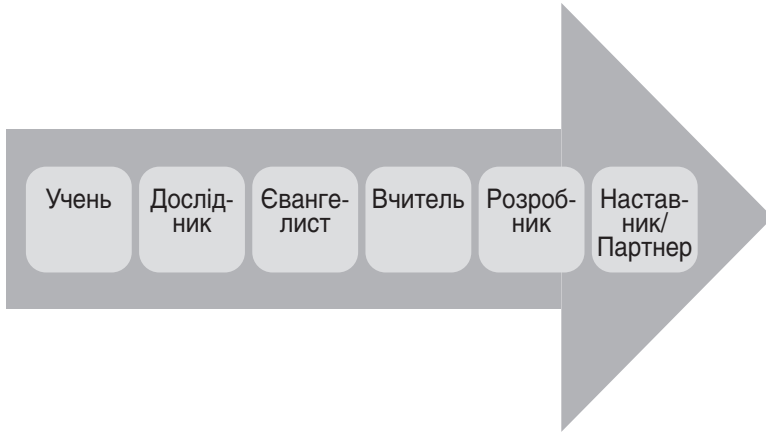 Учень
Дослід-
ник
Єванге-
лист
Вчитель
Розроб-
ник
Настав-
ник/
Партнер